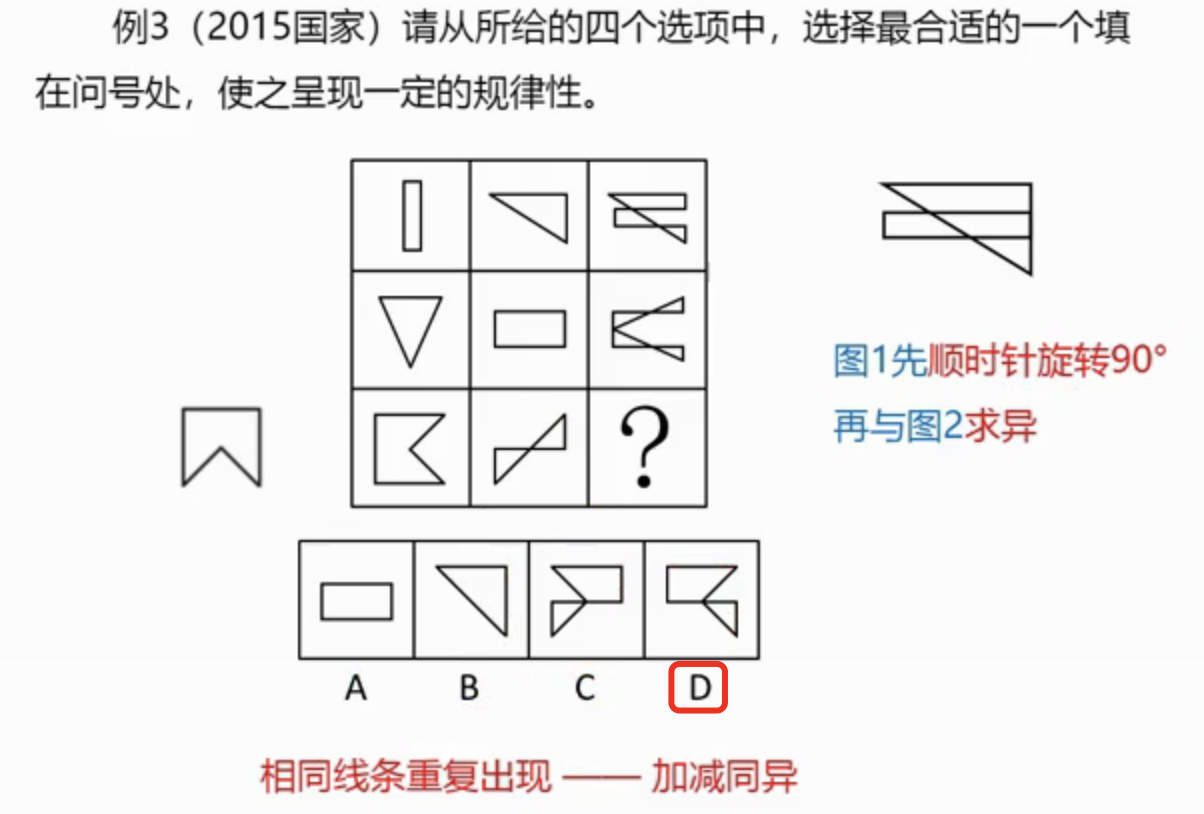 例3（2015国家）请从所给的四个选项中，选择最合适的一个填
在问号处，使之呈现一定的规律性。
图1先顺时针旋转90°
再与图2求异
?
A B C D
相同线条重复出现 —— 加减同异